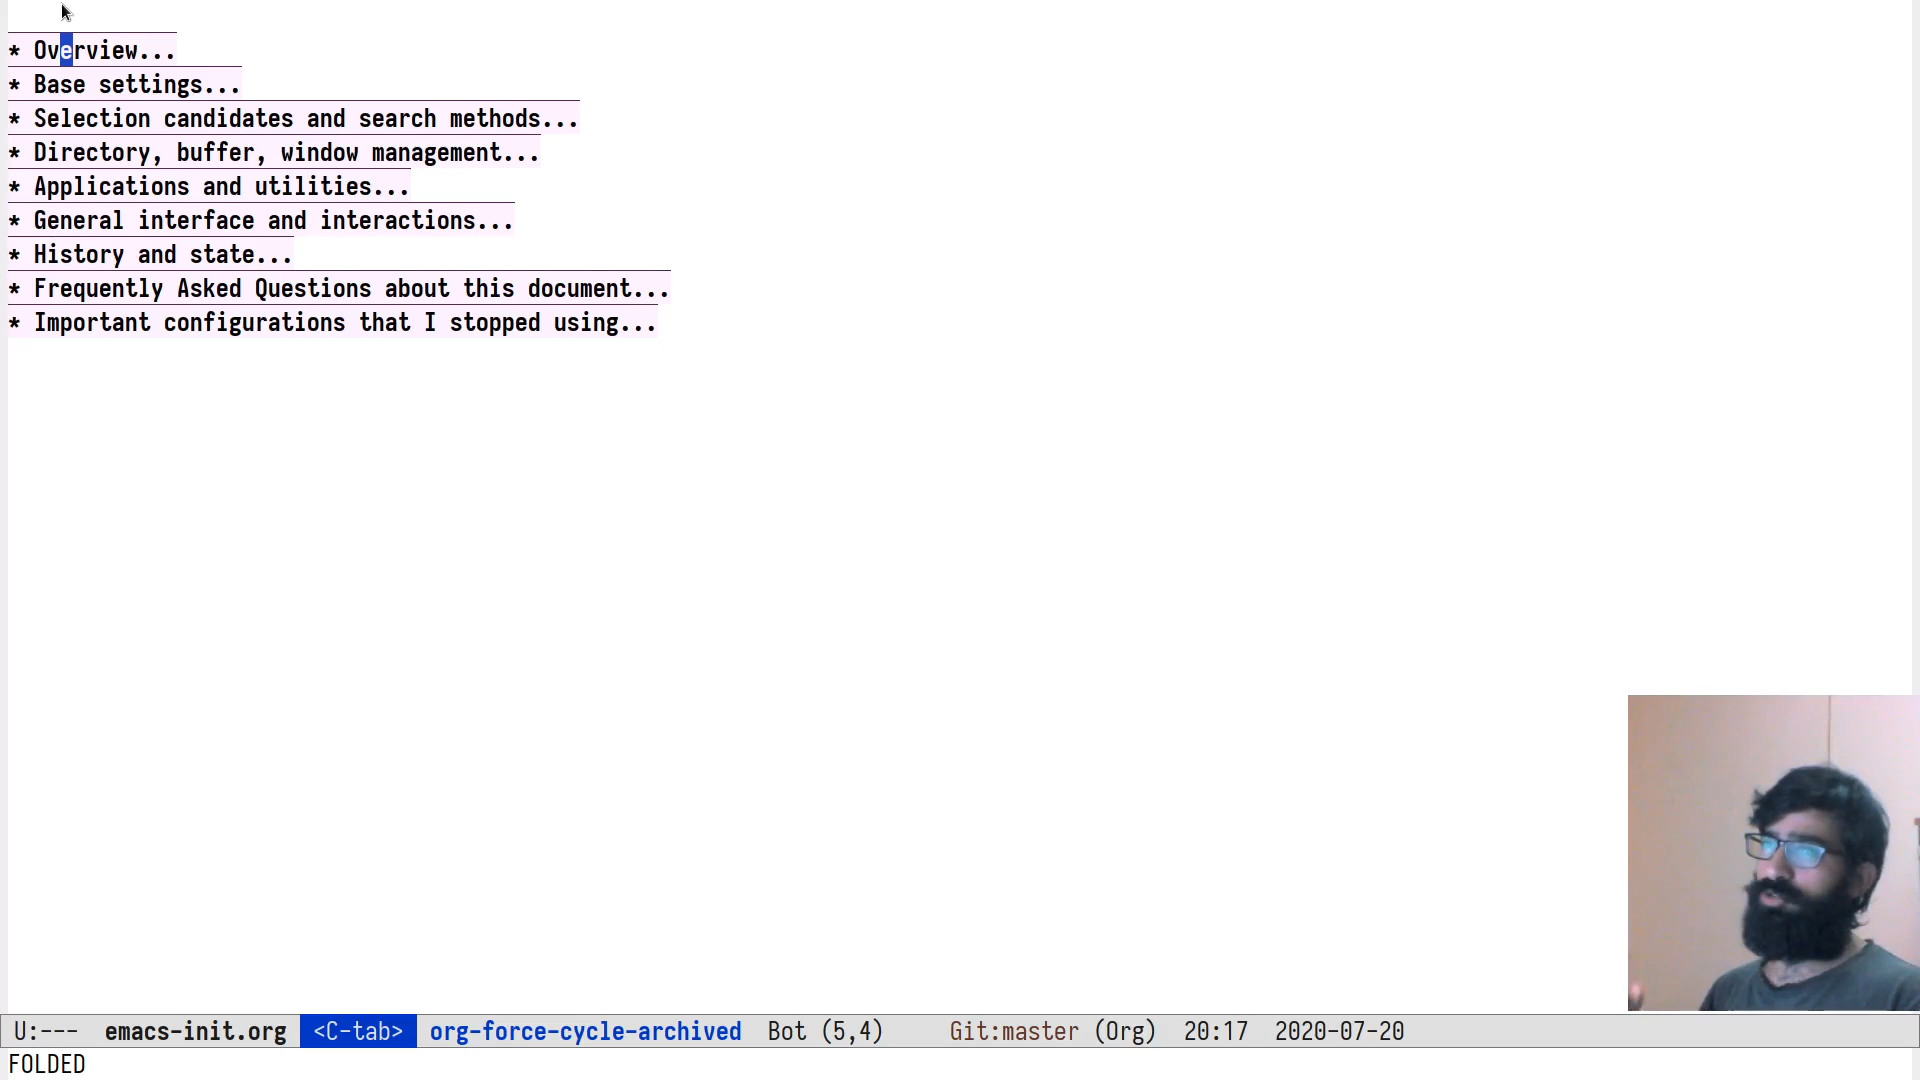 * Overview...
* Base settings...
* Selection candidates and search methods...
* Directory, buffer, window management...
* Applications and utilities...
* General interface and interactions...
* History and state...
* Frequently Asked Questions about this document...
* Important configurations that I stopped using...
U:--- emacs-init.org <C-tab> org-force-cycle-archived Bot (5,4) Git:master (Org) 20:17 2020-07-20
FOLDED